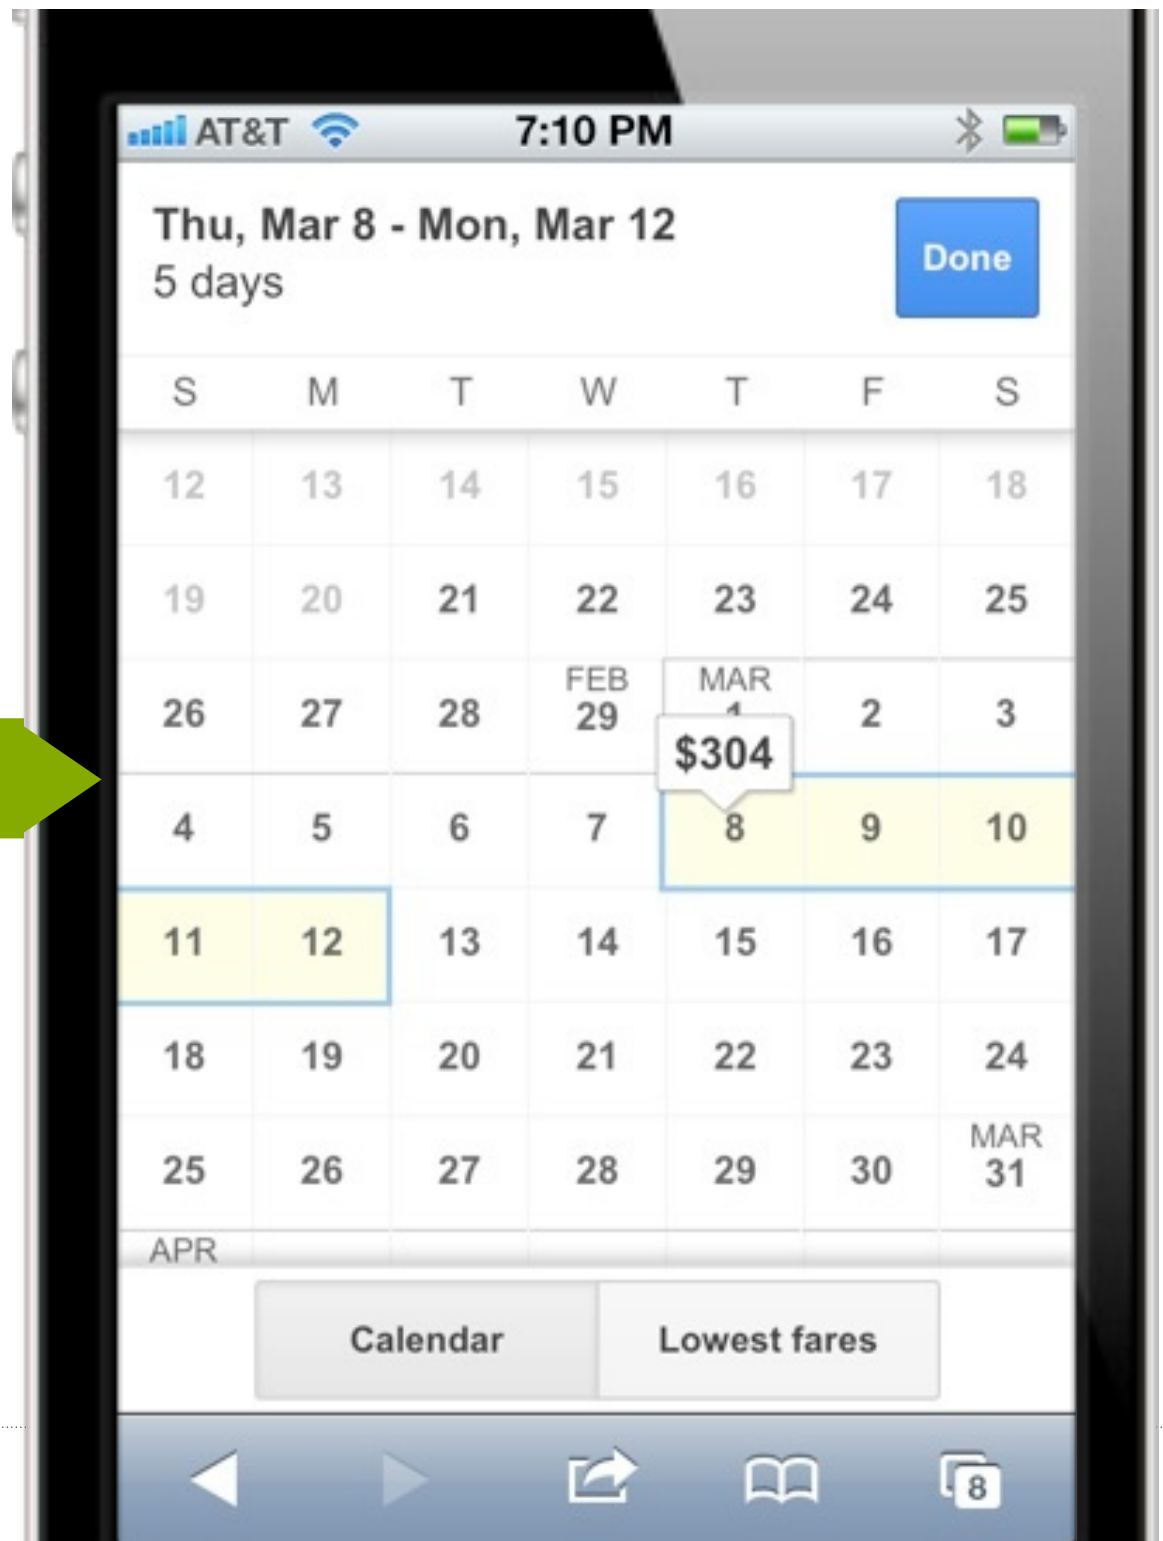 AT&T 7:10 PM
Thu, Mar 8 - Mon, Mar 12
5 days
Done
S M T W T F S
12 13 14 15 16 17 18
19 20 21 22 23 24 25
FEB MAR
26 27 28 29 1 2 3
$304
4 5 6 7 8 9 10
11 12 13 14 15 16 17
18 19 20 21 22 23 24
MAR
25 26 27 28 29 30 31
APR
Calendar Lowest fares
8